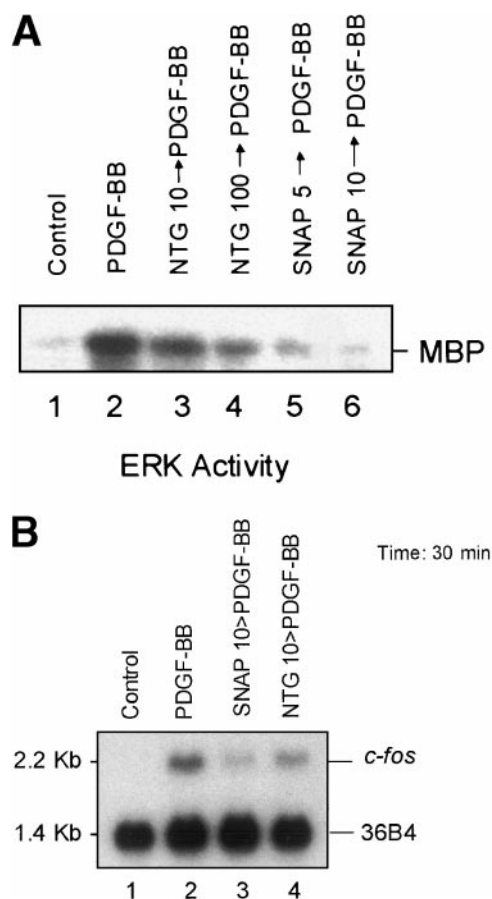 A
Control
PDGF-BB
NTG 10→PDGF-BB
NTG 100→PDGF-BB
SNAP 5 → PDGF-BB
SNAP 10 → PDGF-BB
MBP
1 2 3 4 5 6
ERK Activity
B
Time: 30 min
Control
PDGF-BB
SNAP 10>PDGF-BB
NTG 10>PDGF-BB
2.2 Kb
c-fos
1.4 Kb
36B4
1 2 3 4